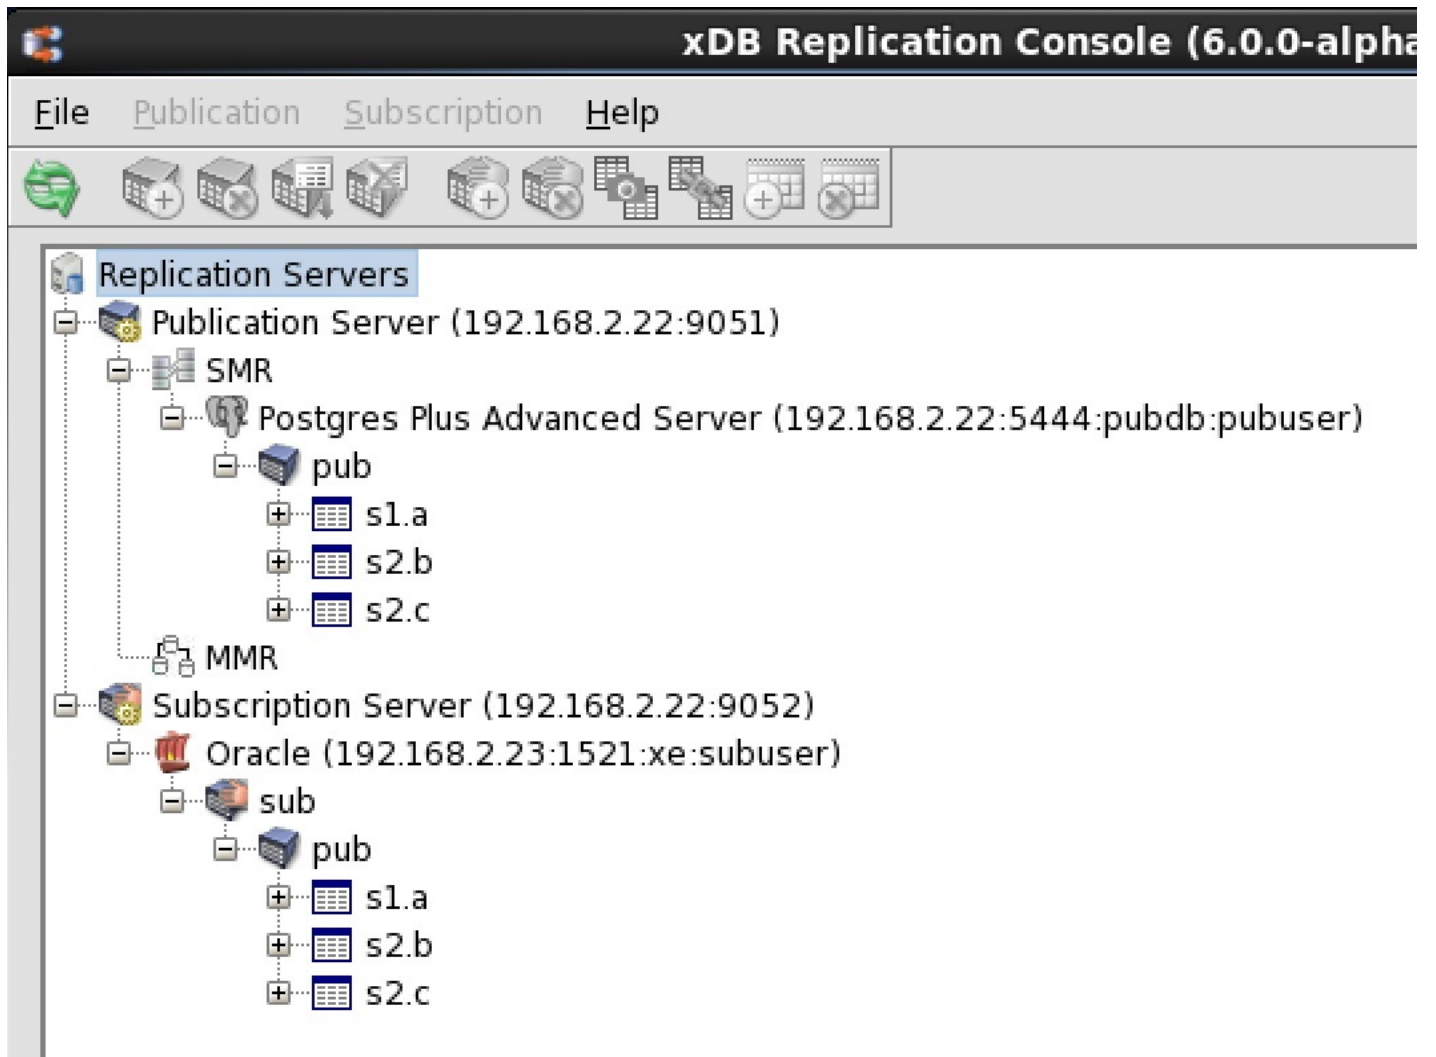 xDB Replication Console (6.0.0-alpha
File Publication Subscription Help
Replication Servers
Publication Server (192.168.2.22:9051)
SMR
Postgres Plus Advanced Server (192.168.2.22:5444:pubdb:pubuser)
pub
s1.a
s2.b
s2.c
MMR
Subscription Server (192.168.2.22:9052)
Oracle (192.168.2.23:1521:xe:subuser)
sub
pub
s1.a
s2.b
s2.c